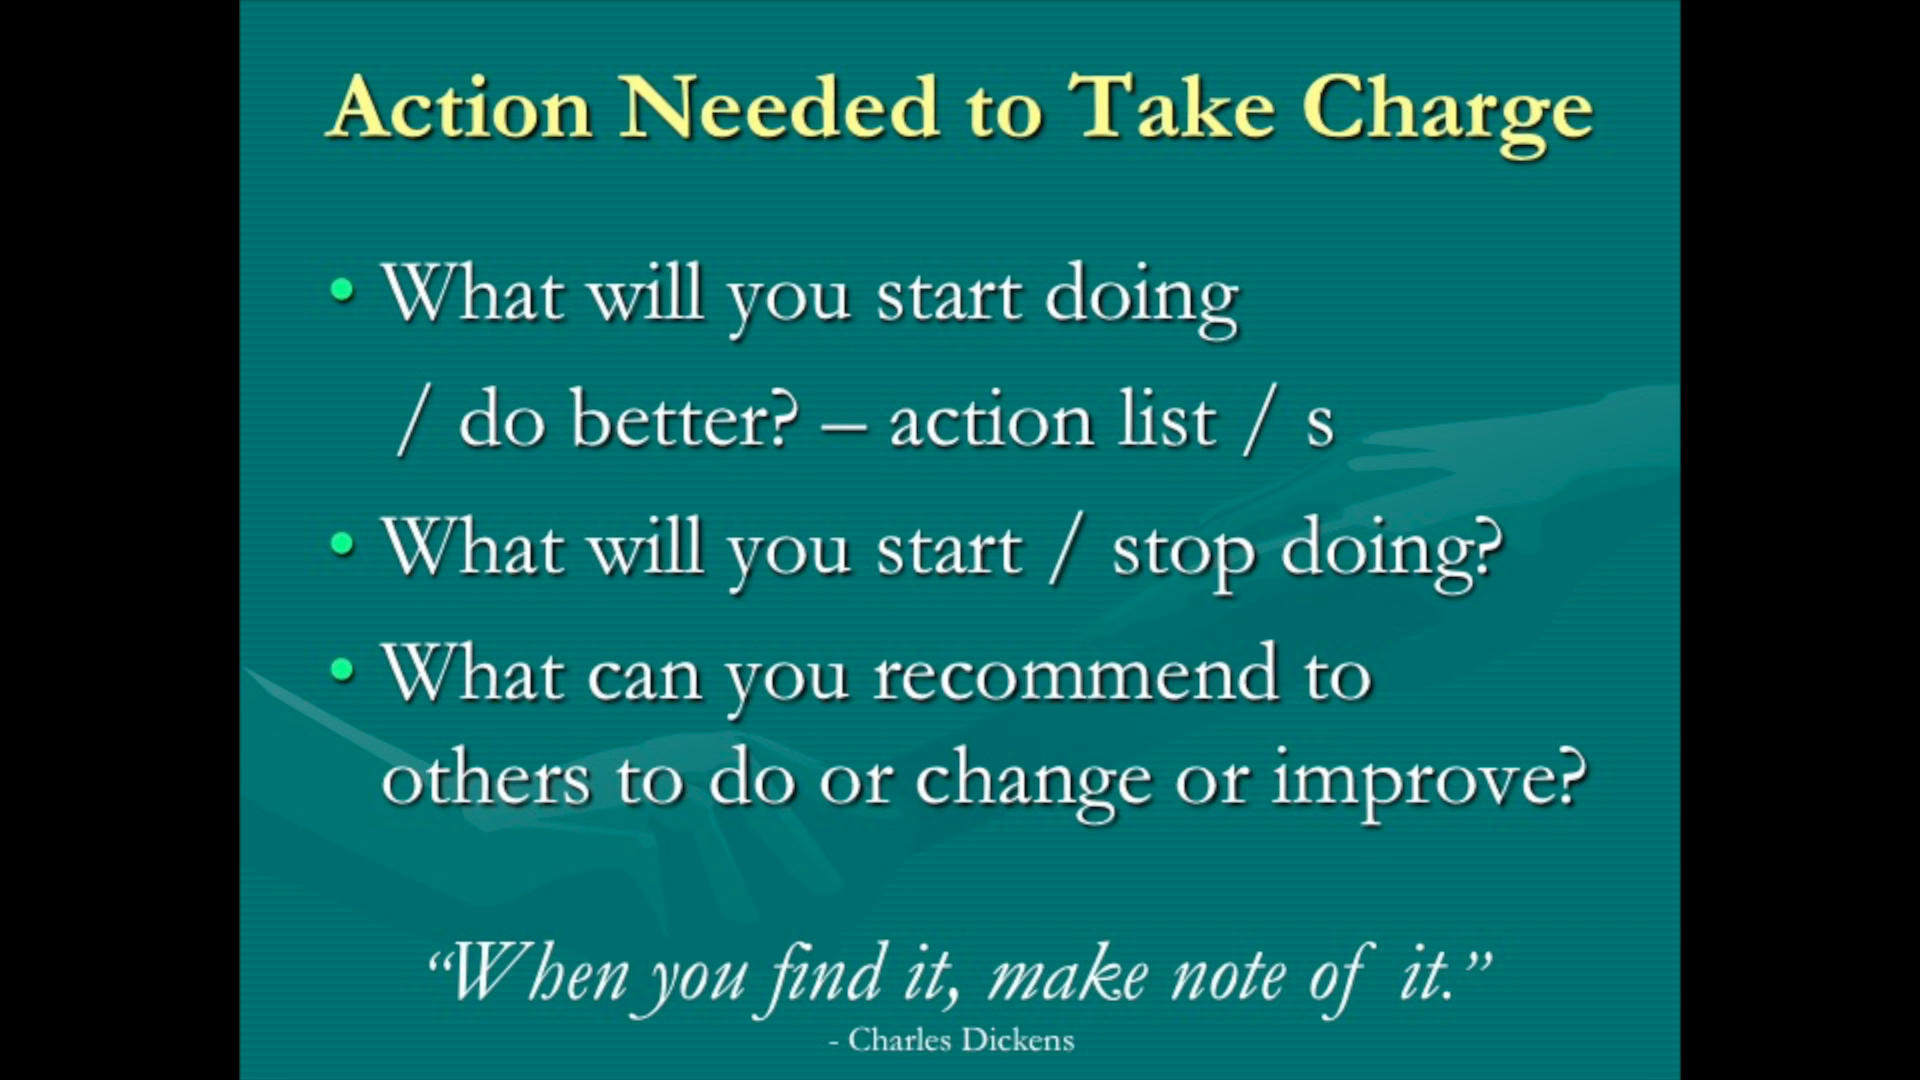 Action Needed to Take Charge
• What will you start doing
/ do better? – action list / s
• What will you start / stop doing?
• What can you recommend to
others to do or change or improve?
“When you find it, make note of it.”
- Charles Dickens